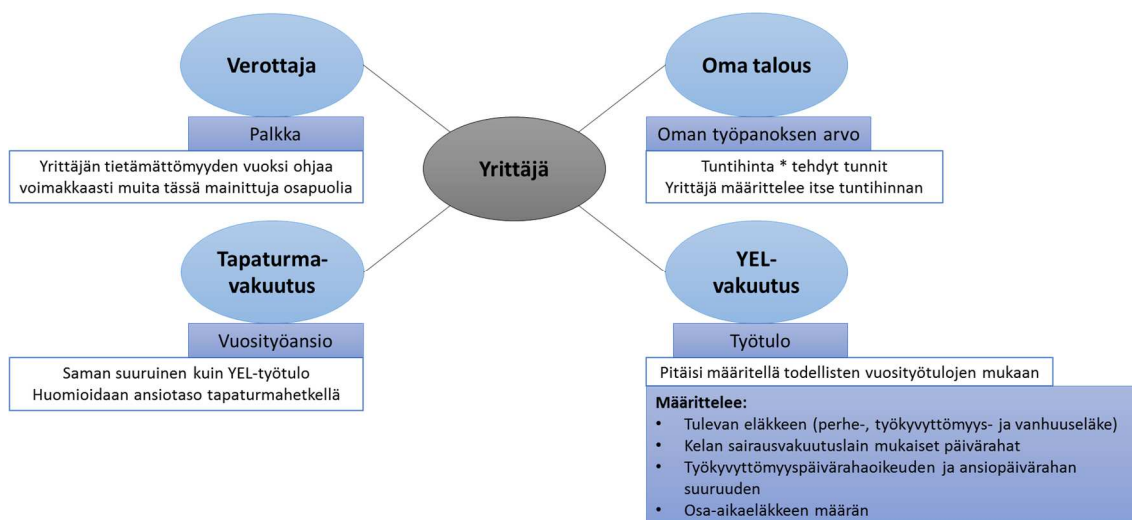 Verottaja
Palkka
Yrittäjän tietämättömyyden vuoksi ohjaa
voimakkaasti muita tässä mainittuja osapuolia
Oma talous
Oman työpanoksen arvo
Tuntihinta * tehdyt tunnit
Yrittäjä määrittelee itse tuntihinnan
Yrittäjä
Tapaturma-
vakuutus
Vuosityöansio
Saman suuruinen kuin YEL-työtulo
Huomioidaan ansiotaso tapaturmahetkellä
YEL-
vakuutus
Työtulo
Pitäisi määritellä todellisten vuosityötulojen mukaan
Määrittelee:
• Tulevan eläkkeen (perhe-, työkyvyttömyys- ja vanhuuseläke)
• Kelan sairausvakuutuslain mukaiset päivärahat
• Työkyvyttömyyspäivärahaoikeuden ja ansiopäivärahan
suuruuden
• Osa-aikaeläkkeen määrän